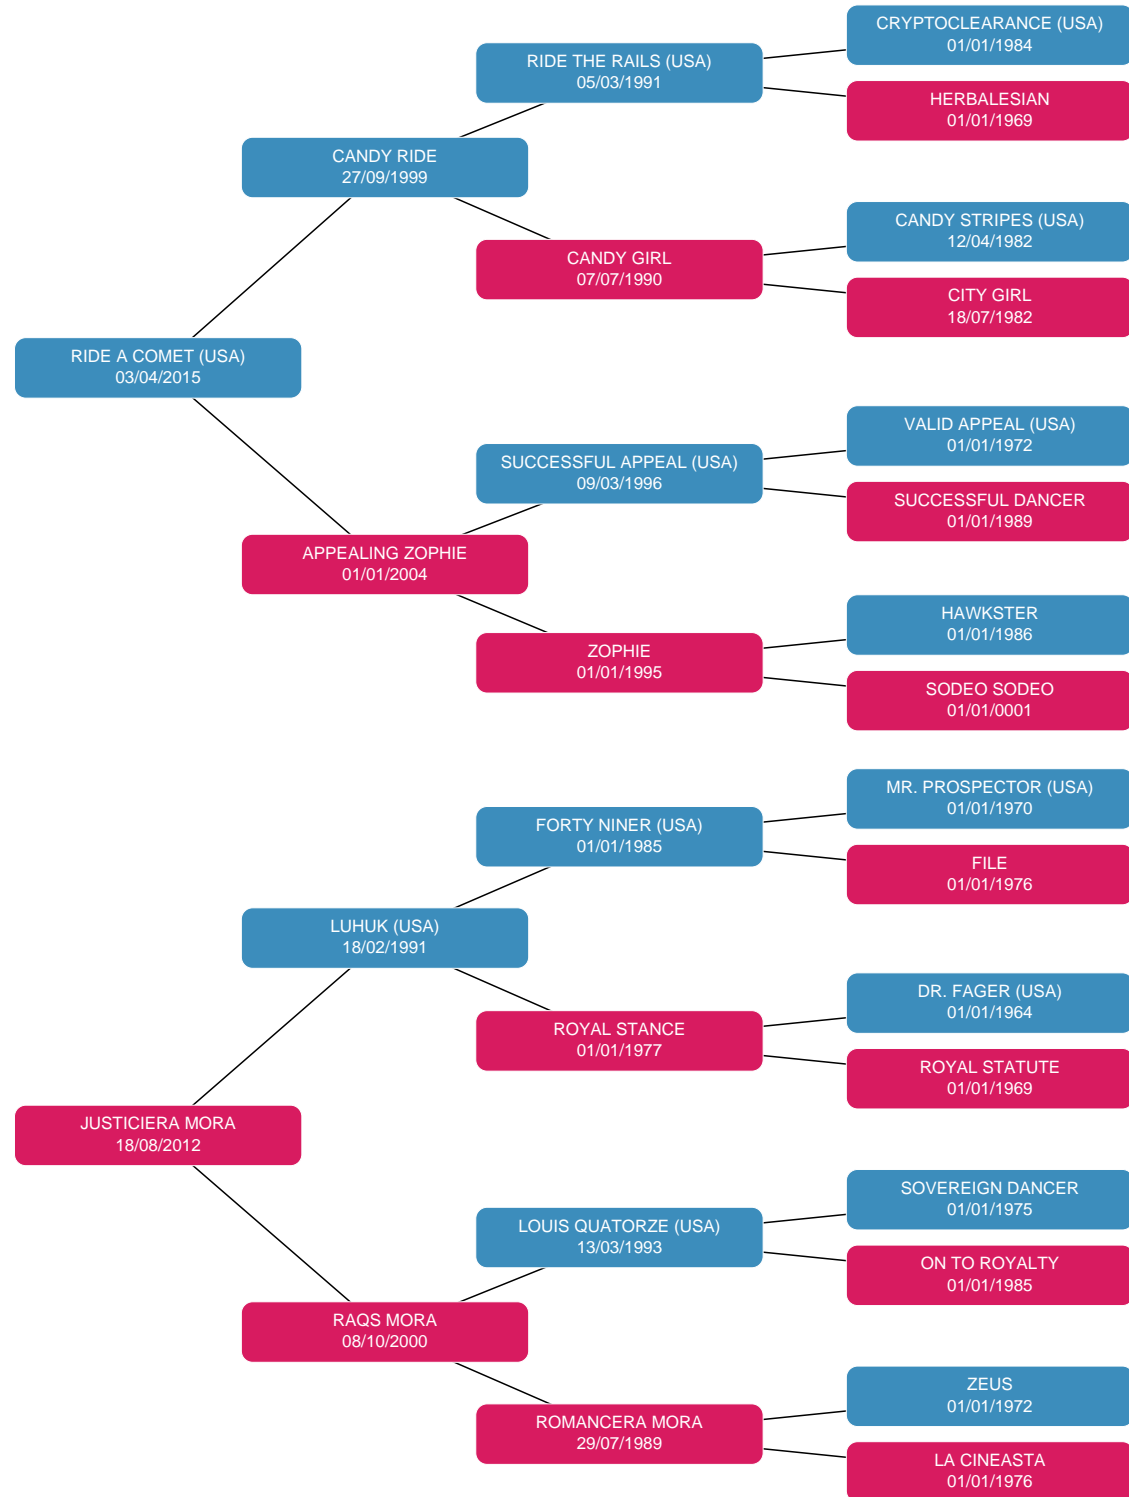 CRYPTOCLEARANCE (USA)
01/01/1984
RIDE THE RAILS (USA)
05/03/1991
HERBALESIAN
01/01/1969
CANDY RIDE
27/09/1999
CANDY STRIPES (USA)
12/04/1982
CANDY GIRL
07/07/1990
CITY GIRL
18/07/1982
RIDE A COMET (USA)
03/04/2015
VALID APPEAL (USA)
01/01/1972
SUCCESSFUL APPEAL (USA)
09/03/1996
SUCCESSFUL DANCER
01/01/1989
APPEALING ZOPHIE
01/01/2004
HAWKSTER
01/01/1986
ZOPHIE
01/01/1995
SODEO SODEO
01/01/0001
MR. PROSPECTOR (USA)
01/01/1970
FORTY NINER (USA)
01/01/1985
FILE
01/01/1976
LUHUK (USA)
18/02/1991
DR. FAGER (USA)
01/01/1964
ROYAL STANCE
01/01/1977
ROYAL STATUTE
01/01/1969
JUSTICIERA MORA
18/08/2012
SOVEREIGN DANCER
01/01/1975
LOUIS QUATORZE (USA)
13/03/1993
ON TO ROYALTY
01/01/1985
RAQS MORA
08/10/2000
ZEUS
01/01/1972
ROMANCERA MORA
29/07/1989
LA CINEASTA
01/01/1976